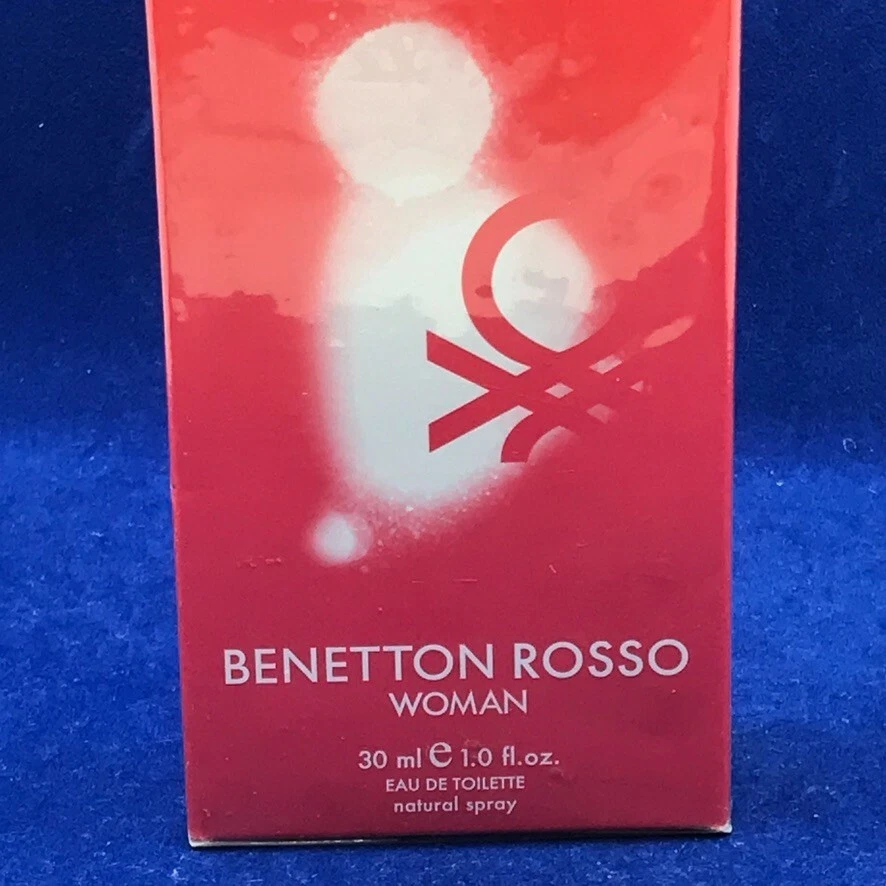 BENETTON ROSSO
WOMAN
30 ml ℮ 1.0 fl.oz.
EAU DE TOILETTE
natural spray